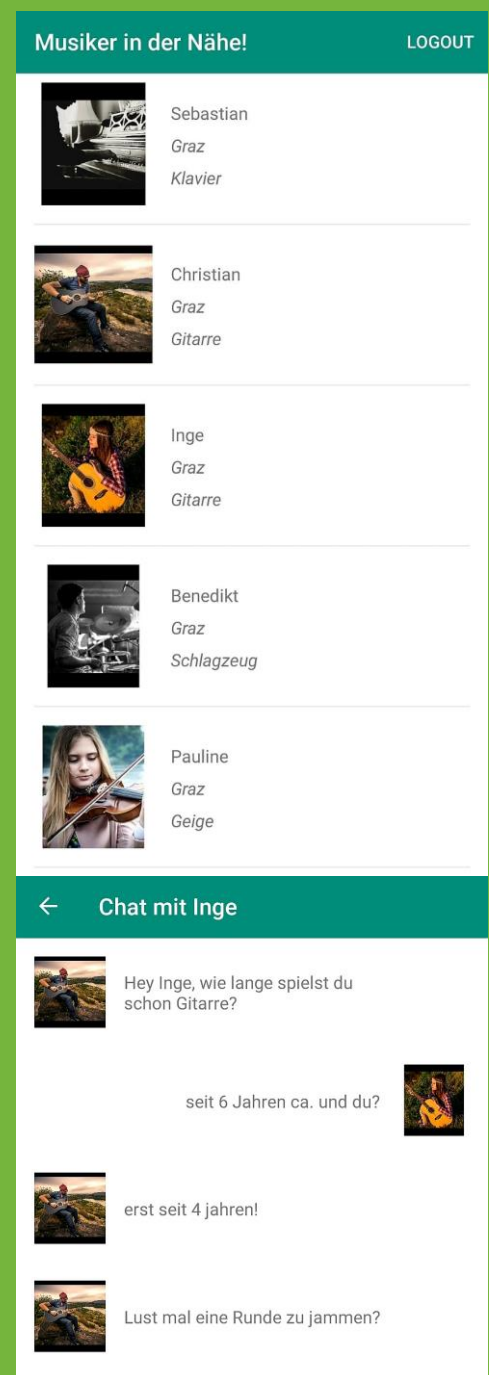 Musiker in der Nähe!
LOGOUT
Sebastian
Graz
Klavier
Christian
Graz
Gitarre
Inge
Graz
Gitarre
Benedikt
Graz
Schlagzeug
Pauline
Graz
Geige
Chat mit Inge
Hey Inge, wie lange spielst du
schon Gitarre?
seit 6 Jahren ca. und du?
erst seit 4 jahren!
Lust mal eine Runde zu jammen?